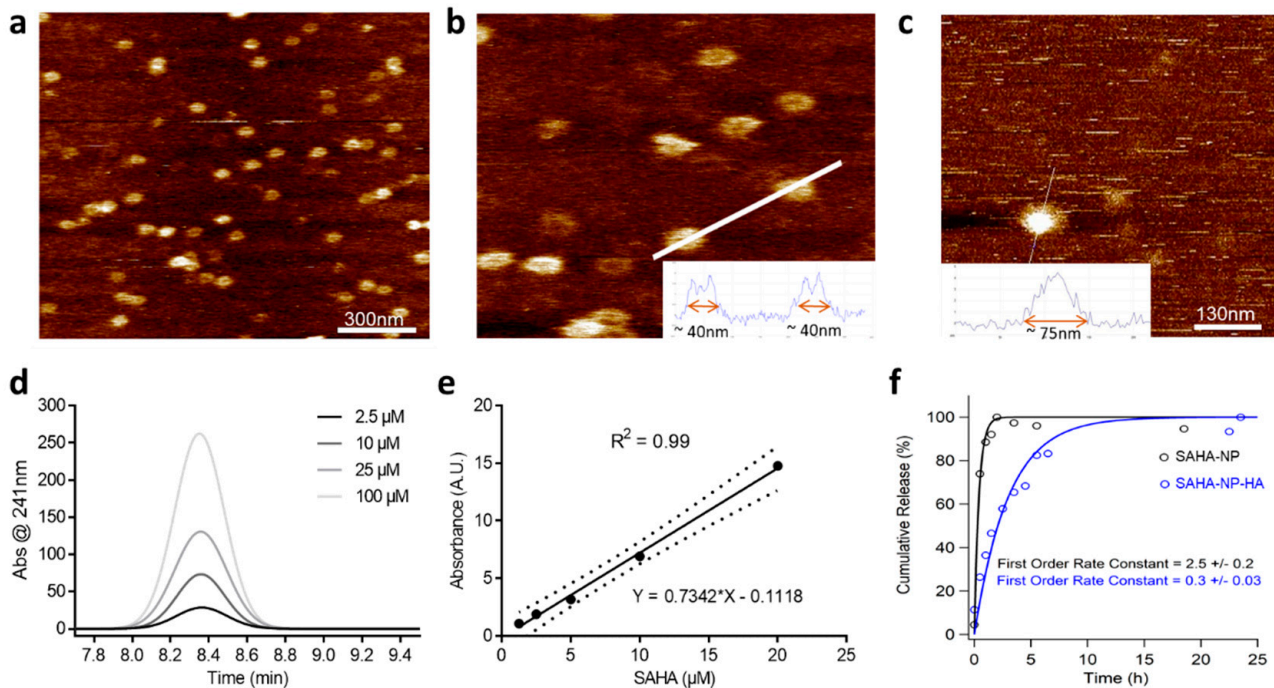 a
b
c
300nm
~ 40nm
~ 40nm
~ 75nm
130nm
d
300
250
200
150
100
50
0
Abs @ 241nm
2.5 µM
10 µM
25 µM
100 µM
7.8 8.0 8.2 8.4 8.6 8.8 9.0 9.2 9.4
Time (min)
e
20
15
10
5
0
Absorbance (A.U.)
R² = 0.99
Y = 0.7342*X - 0.1118
0 5 10 15 20 25
SAHA (µM)
f
100
80
60
40
20
0
Cumulative Release (%)
SAHA-NP
SAHA-NP-HA
First Order Rate Constant = 2.5 +/- 0.2
First Order Rate Constant = 0.3 +/- 0.03
0 5 10 15 20 25
Time (h)